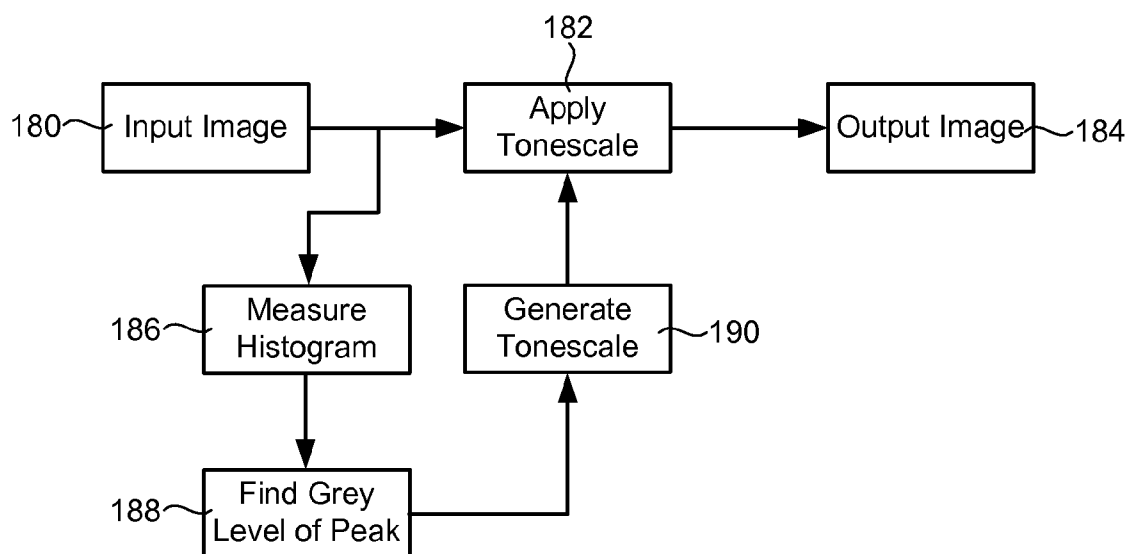 182
180
Input Image
Apply
Tonescale
Output Image
184
186
Measure
Histogram
Generate
Tonescale
190
188
Find Grey
Level of Peak